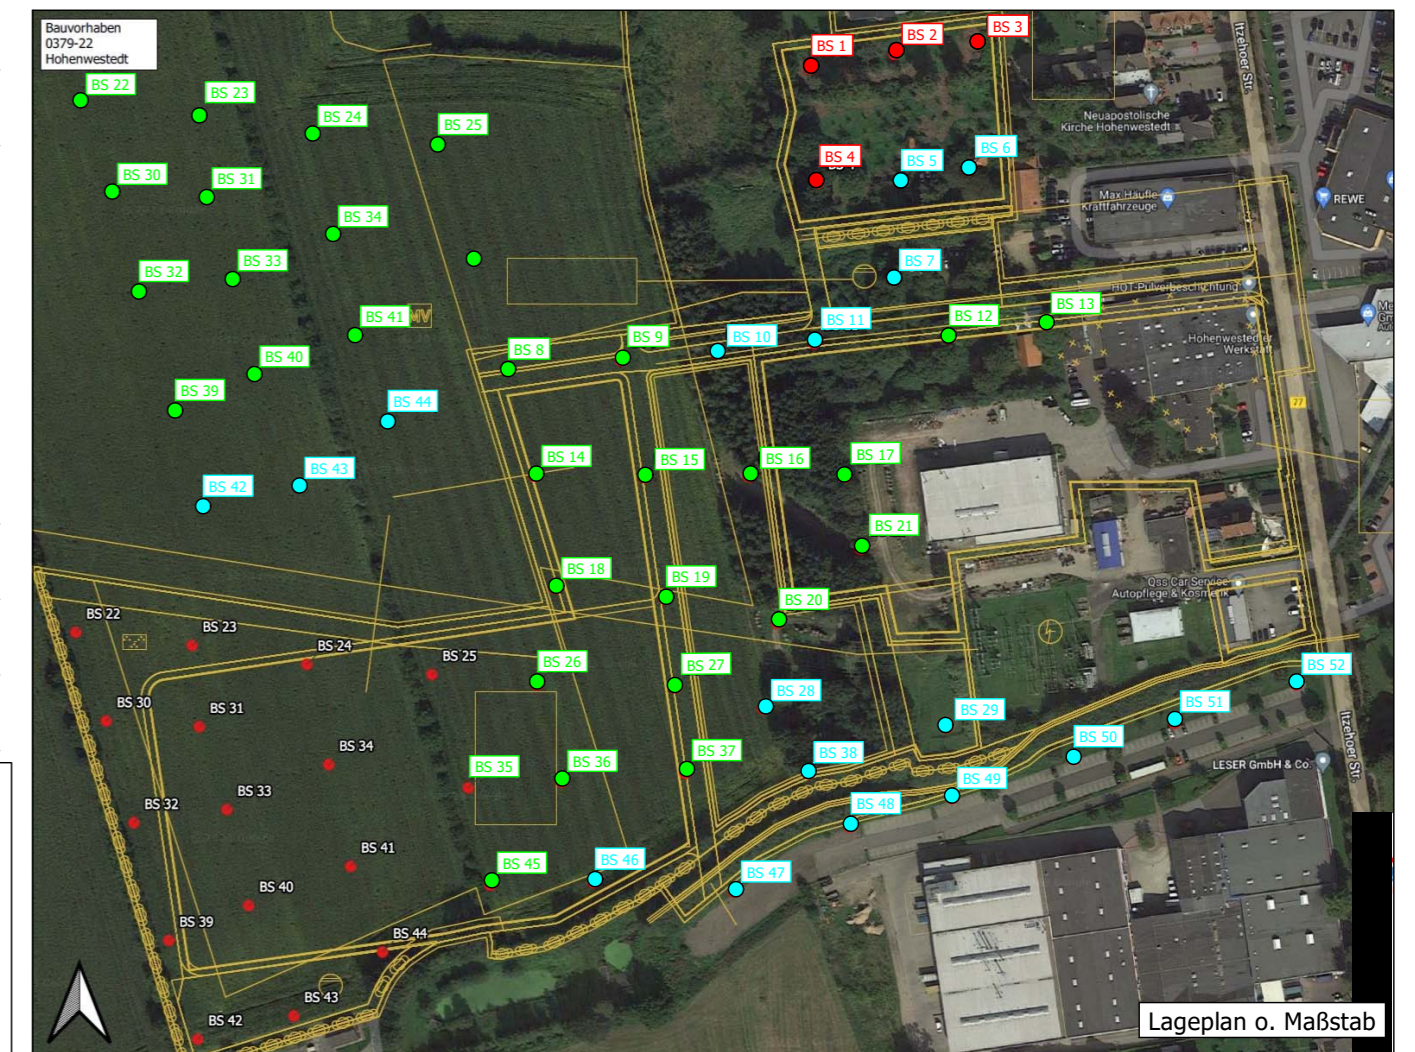 Bauvorhaben
0379-22
Hohenwestedt
BS 1
BS 2
BS 3
BS 22
BS 23
BS 24
BS 25
BS 4
BS 5
BS 6
BS 30
BS 31
BS 34
BS 32
BS 33
BS 7
BS 41
MV
BS 40
BS 39
BS 8
BS 9
BS 10
BS 11
BS 12
BS 13
BS 44
BS 43
BS 42
BS 14
BS 15
BS 16
BS 17
BS 21
BS 18
BS 19
BS 20
BS 22
BS 23
BS 24
BS 25
BS 26
BS 27
BS 28
BS 29
BS 52
BS 51
BS 50
BS 30
BS 31
BS 34
BS 35
BS 36
BS 37
BS 38
BS 49
BS 48
BS 32
BS 33
BS 41
BS 40
BS 45
BS 46
BS 47
BS 39
BS 44
BS 43
BS 42
Itzehoer Str.
Neuapostolische
Kirche Hohenwestedt
Max Häufle
Kraftfahrzeuge
REWE
HOT-Pulverbeschichtung
Hohenwestedter
Werkstatt
77
Qss Car Service
Autopflege & Kosmetik
Itzehoer Str.
LESER GmbH & Co.
Lageplan o. Maßstab